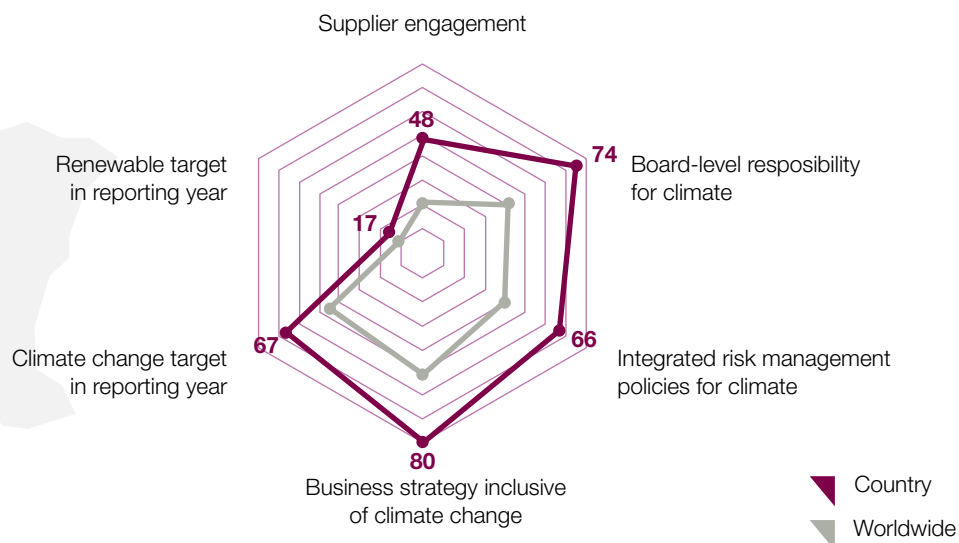 Supplier engagement
48
74
Board-level resposibility
for climate
Renewable target
in reporting year
17
Climate change target
in reporting year
67
66
Integrated risk management
policies for climate
80
Business strategy inclusive
of climate change
Country
Worldwide